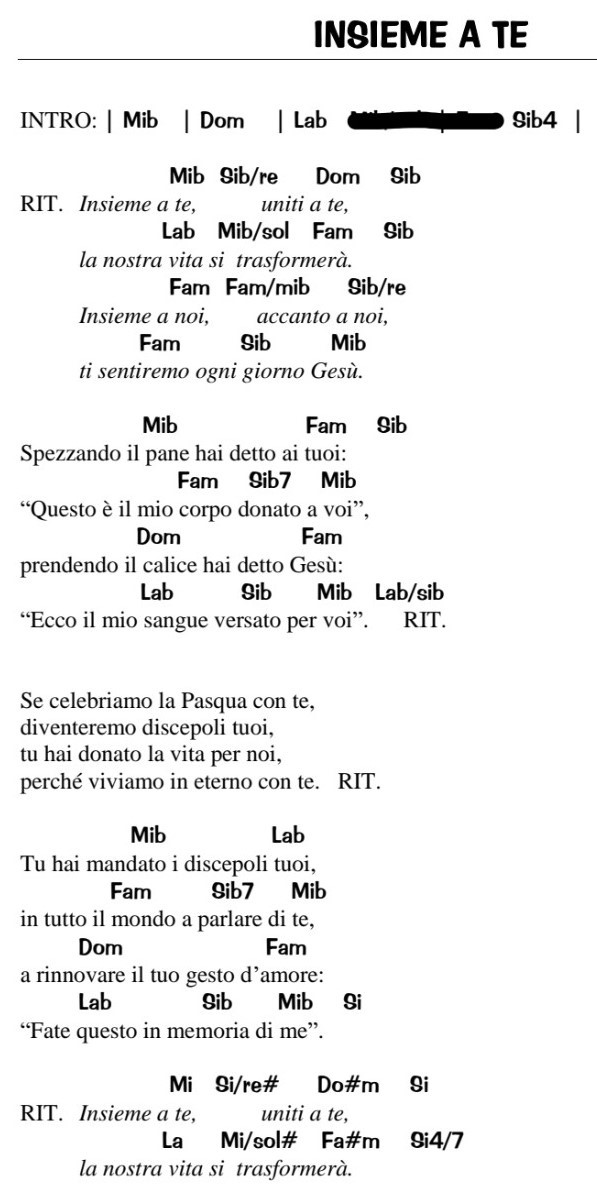 INSIEME A TE
INTRO: | Mib | Dom | Lab Sib4 |
Mib Sib/re Dom Sib
RIT. Insieme a te, uniti a te,
Lab Mib/sol Fam Sib
la nostra vita si trasformerà.
Fam Fam/mib Sib/re
Insieme a noi, accanto a noi,
Fam Sib Mib
ti sentiremo ogni giorno Gesù.
Mib Fam Sib
Spezzando il pane hai detto ai tuoi:
Fam Sib7 Mib
“Questo è il mio corpo donato a voi”,
Dom Fam
prendendo il calice hai detto Gesù:
Lab Sib Mib Lab/sib
“Ecco il mio sangue versato per voi”. RIT.
Se celebriamo la Pasqua con te,
diventeremo discepoli tuoi,
tu hai donato la vita per noi,
perché viviamo in eterno con te. RIT.
Mib Lab
Tu hai mandato i discepoli tuoi,
Fam Sib7 Mib
in tutto il mondo a parlare di te,
Dom Fam
a rinnovare il tuo gesto d’amore:
Lab Sib Mib Si
“Fate questo in memoria di me”.
Mi Si/re# Do#m Si
RIT. Insieme a te, uniti a te,
La Mi/sol# Fa#m Si4/7
la nostra vita si trasformerà.